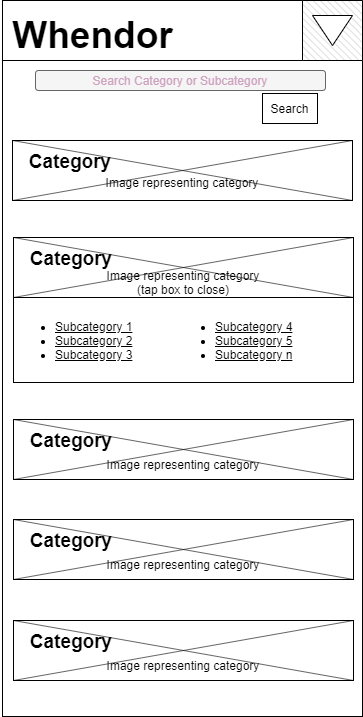 Whendor
Search Category or Subcategory
Search
Category
Image representing category
Category
Image representing category
(tap box to close)
Subcategory 1
Subcategory 2
Subcategory 3
Subcategory 4
Subcategory 5
Subcategory n
Category
Image representing category
Category
Image representing category
Category
Image representing category